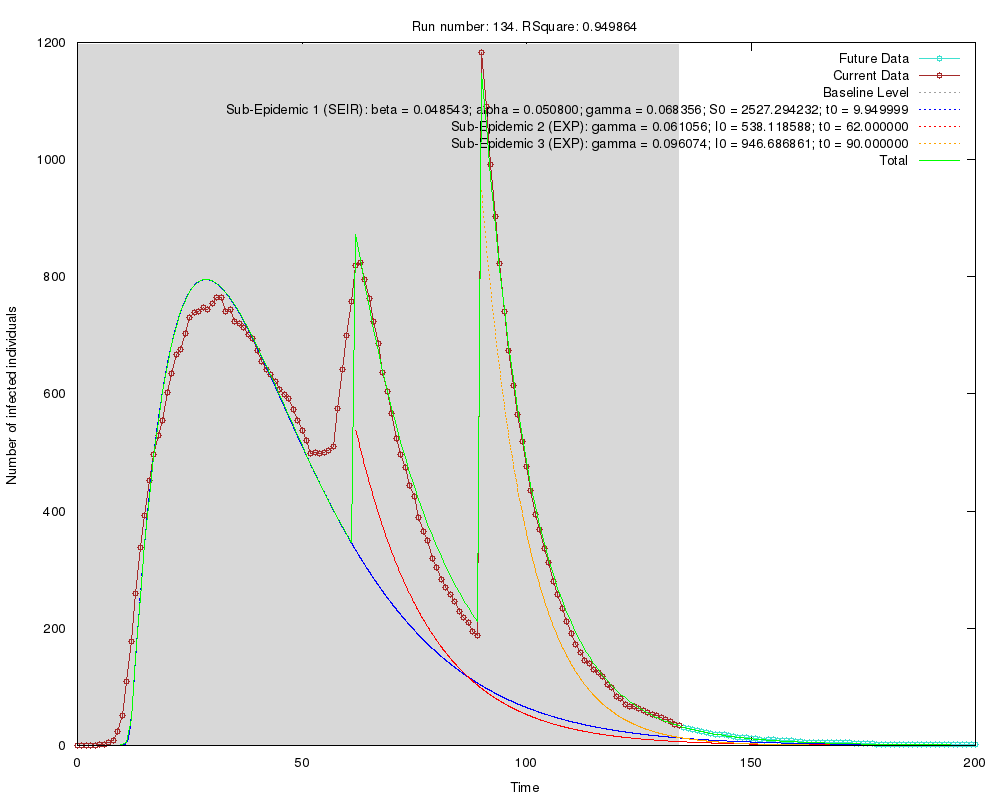 Run number: 134. RSquare: 0.949864
1200
1000
800
600
400
200
0
0 50 100 150 200
Time
Number of infected individuals
Future Data
Current Data
Baseline Level
Sub-Epidemic 1 (SEIR): beta = 0.048543; alpha = 0.050800; gamma = 0.068356; S0 = 2527.294232; t0 = 9.949999
Sub-Epidemic 2 (EXP): gamma = 0.061056; I0 = 538.118588; t0 = 62.000000
Sub-Epidemic 3 (EXP): gamma = 0.096074; I0 = 946.686861; t0 = 90.000000
Total